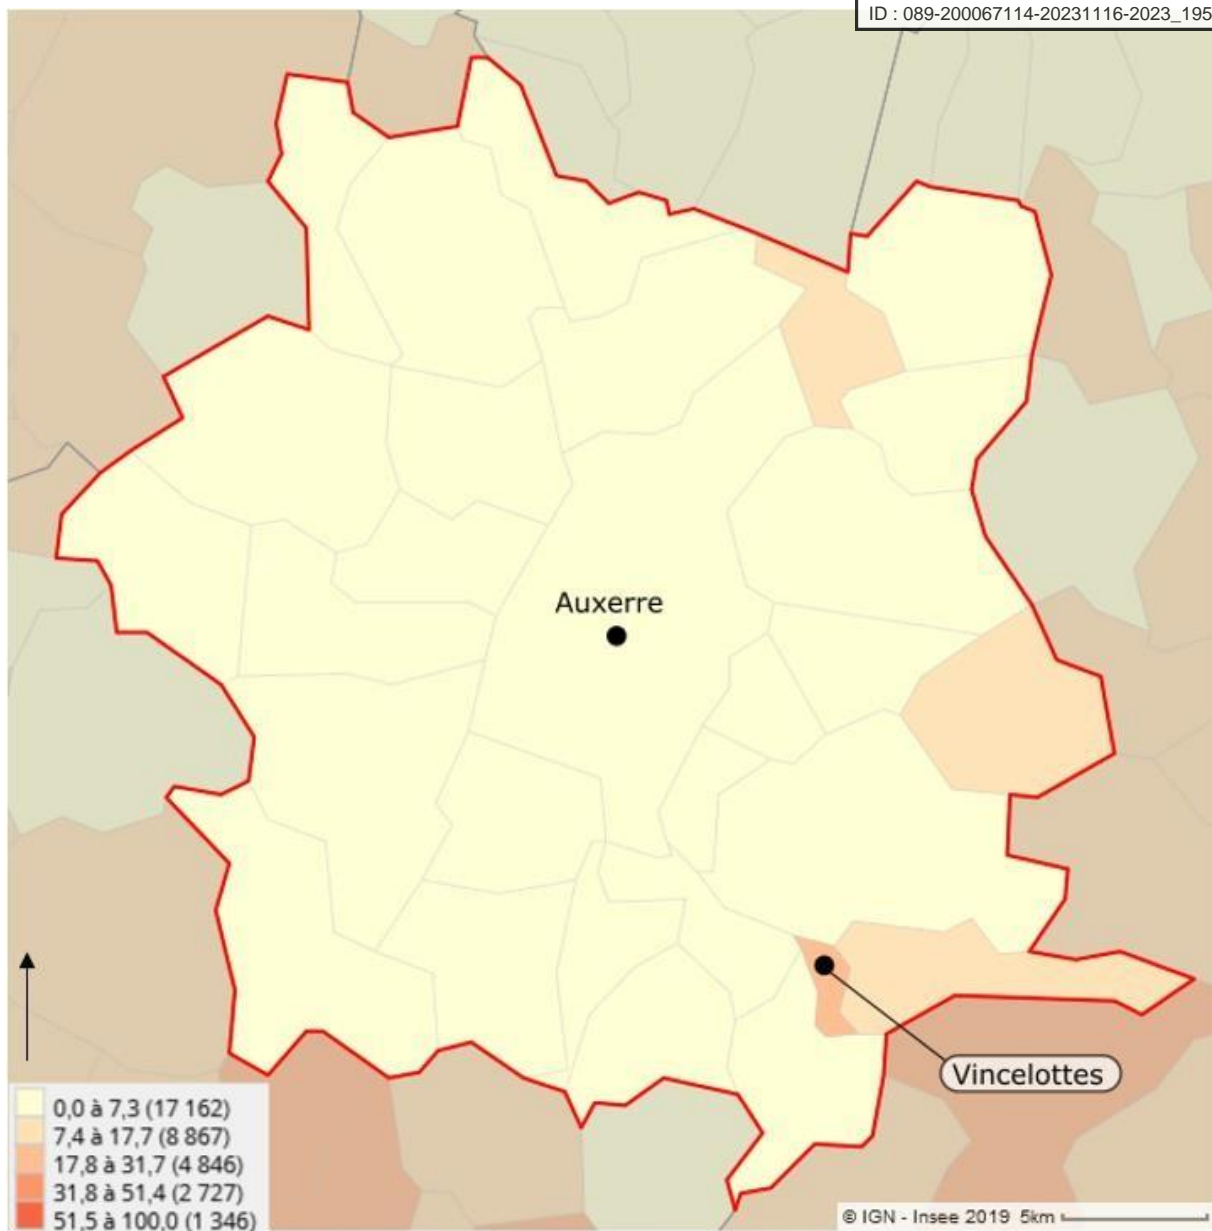 ID : 089-200067114-20231116-2023_195
Auxerre
Vincelottes
0,0 à 7,3 (17 162)
7,4 à 17,7 (8 867)
17,8 à 31,7 (4 846)
31,8 à 51,4 (2 727)
51,5 à 100,0 (1 346)
© IGN - Insee 2019 5km